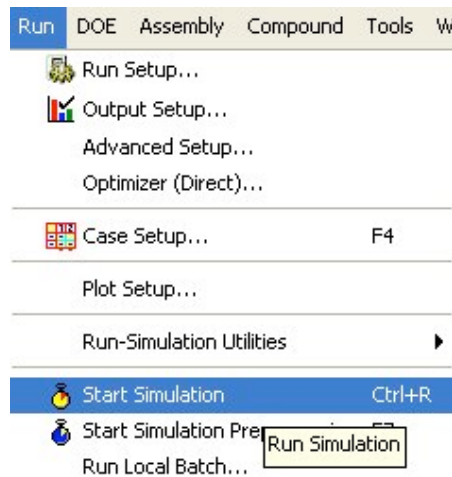 Run DOE Assembly Compound Tools W
Run Setup...
Output Setup...
Advanced Setup...
Optimizer (Direct)...
Case Setup... F4
Plot Setup...
Run-Simulation Utilities
Start Simulation Ctrl+R
Start Simulation
Run Simulation
Run Local Batch...